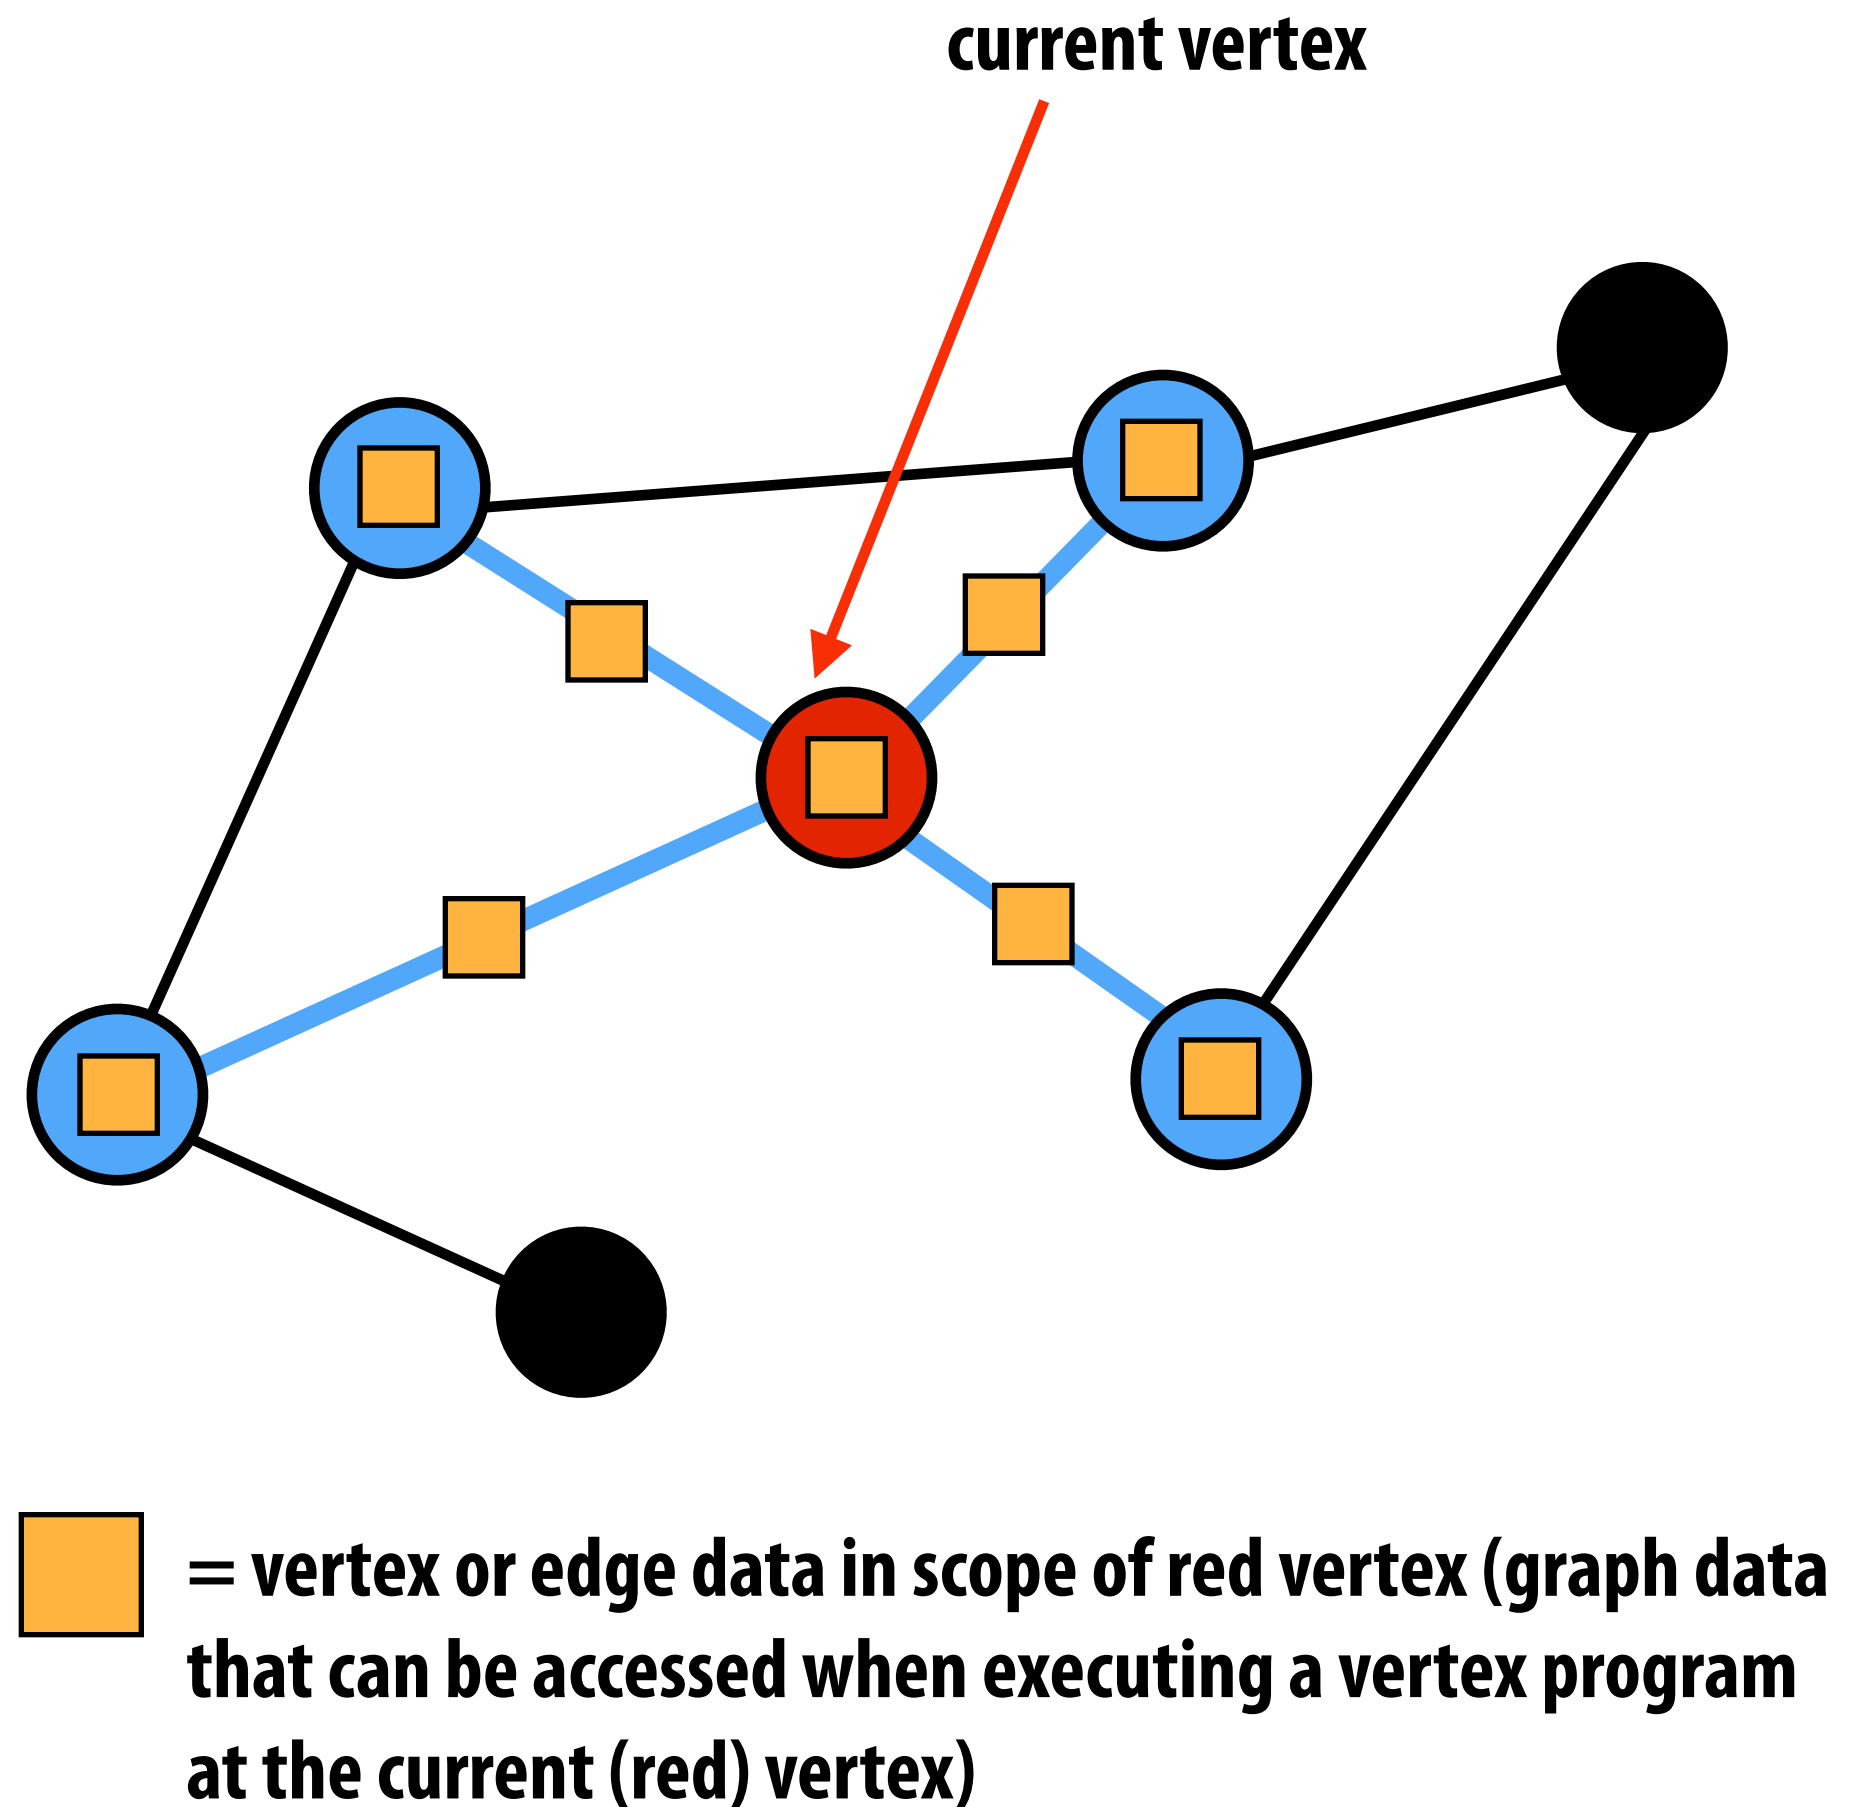 current vertex
= vertex or edge data in scope of red vertex (graph data
that can be accessed when executing a vertex program
at the current (red) vertex)